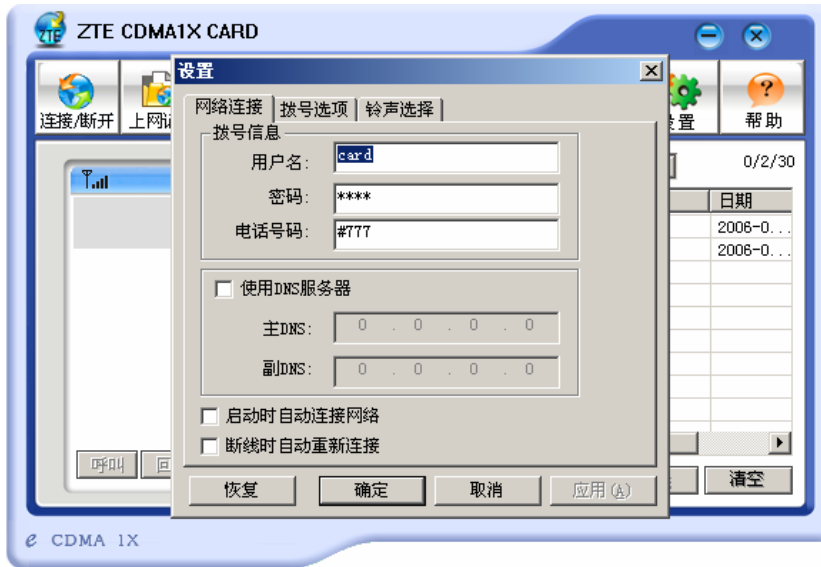 ZTE CDMA1X CARD
设置
连接/断开
上网
置
帮助
网络连接
拨号选项
铃声选择
拨号信息
用户名: card
密码: ****
电话号码: #777
0/2/30
日期
2006-0...
2006-0...
使用DNS服务器
主DNS: 0 . 0 . 0 . 0
副DNS: 0 . 0 . 0 . 0
启动时自动连接网络
断线时自动重新连接
呼叫
恢复
确定
取消
应用(A)
清空
e CDMA 1X